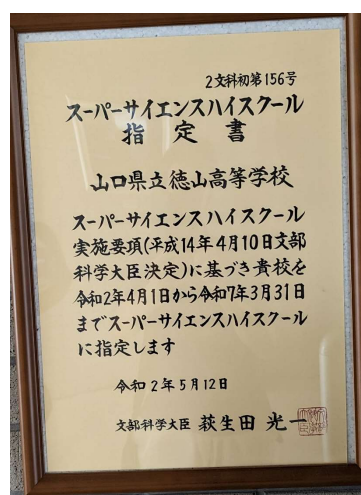 2文科初第156号
スーパーサイエンスハイスクール
指定書
山口県立徳山高等学校
スーパーサイエンスハイスクール
実施要項(平成14年4月10日文部
科学大臣決定)に基づき貴校を
令和2年4月1日から令和7年3月31日
までスーパーサイエンスハイスクール
に指定します
令和2年5月12日
文部科学大臣 萩生田 光一